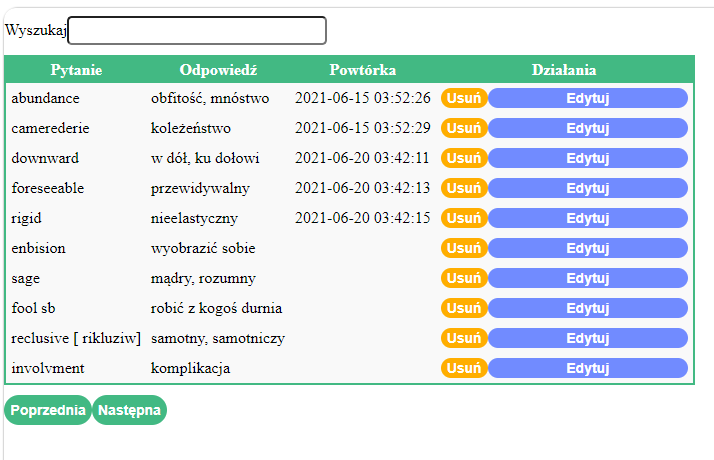 Wyszukaj
Pytanie Odpowiedź Powtórka Działania
abundance obfitość, mnóstwo 2021-06-15 03:52:26 Usuń Edytuj
camerederie koleżeństwo 2021-06-15 03:52:29 Usuń Edytuj
downward w dół, ku dołowi 2021-06-20 03:42:11 Usuń Edytuj
foreseeable przewidywalny 2021-06-20 03:42:13 Usuń Edytuj
rigid nieelastyczny 2021-06-20 03:42:15 Usuń Edytuj
enbision wyobrazić sobie Usuń Edytuj
sage mądry, rozumny Usuń Edytuj
fool sb robić z kogoś durnia Usuń Edytuj
reclusive [ rikluziw] samotny, samotniczy Usuń Edytuj
involvment komplikacja Usuń Edytuj
Poprzednia Następna